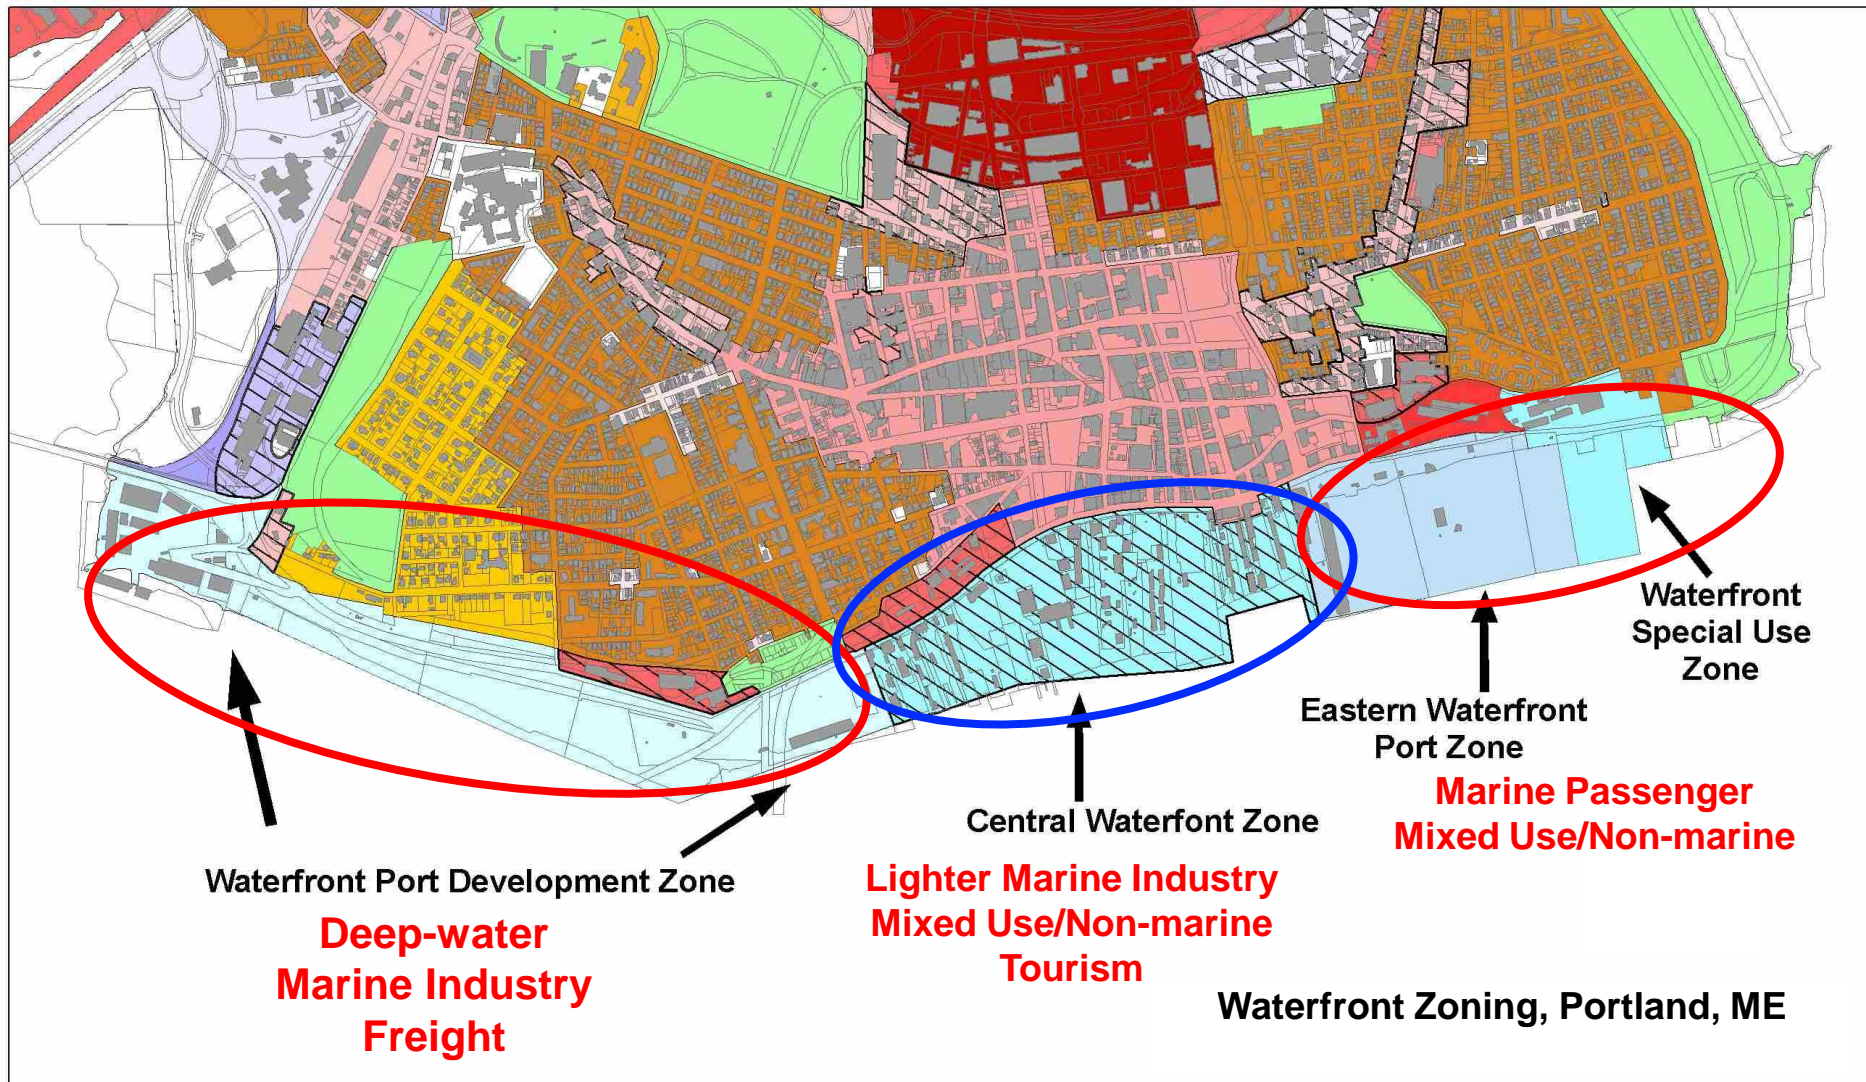 Waterfront
Special Use
Zone
Eastern Waterfront
Port Zone
Marine Passenger
Mixed Use/Non-marine
Central Waterfont Zone
Lighter Marine Industry
Mixed Use/Non-marine
Tourism
Waterfront Port Development Zone
Deep-water
Marine Industry
Freight
Waterfront Zoning, Portland, ME